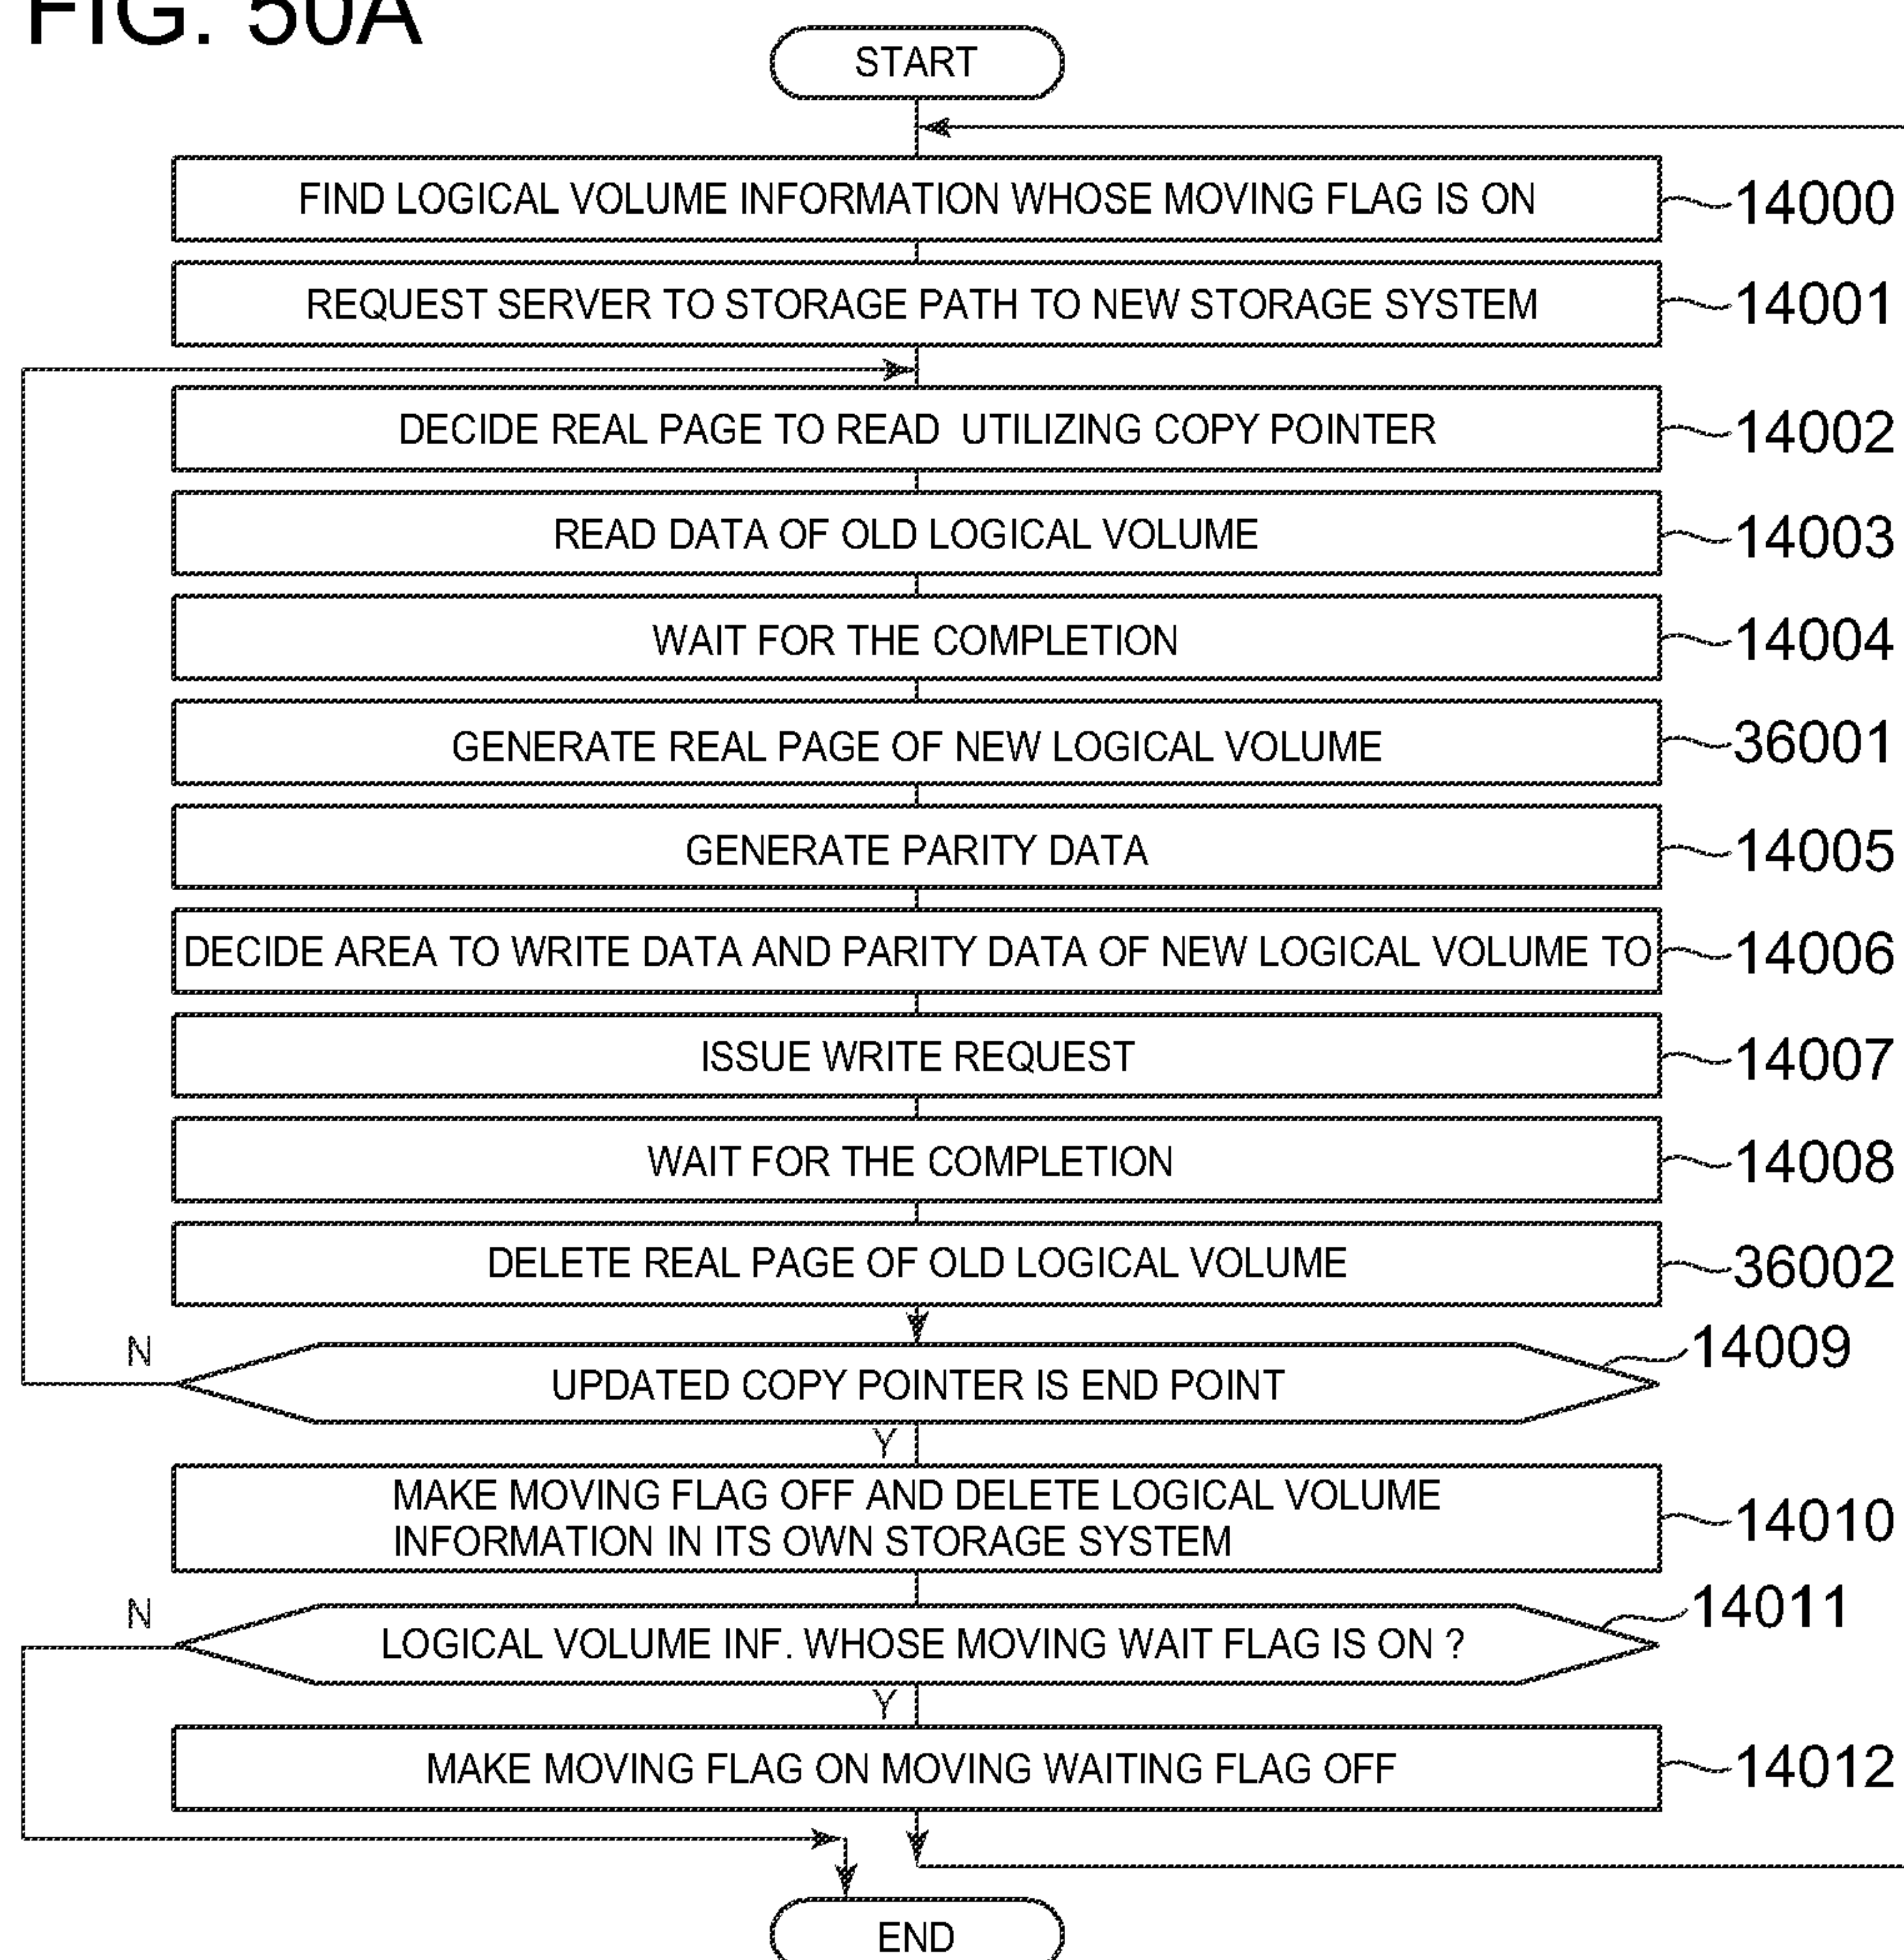 FIG. 50A
START
FIND LOGICAL VOLUME INFORMATION WHOSE MOVING FLAG IS ON
14000
REQUEST SERVER TO STORAGE PATH TO NEW STORAGE SYSTEM
14001
DECIDE REAL PAGE TO READ UTILIZING COPY POINTER
14002
READ DATA OF OLD LOGICAL VOLUME
14003
WAIT FOR THE COMPLETION
14004
GENERATE REAL PAGE OF NEW LOGICAL VOLUME
36001
GENERATE PARITY DATA
14005
DECIDE AREA TO WRITE DATA AND PARITY DATA OF NEW LOGICAL VOLUME TO
14006
ISSUE WRITE REQUEST
14007
WAIT FOR THE COMPLETION
14008
DELETE REAL PAGE OF OLD LOGICAL VOLUME
36002
N
UPDATED COPY POINTER IS END POINT
14009
Y
MAKE MOVING FLAG OFF AND DELETE LOGICAL VOLUME
INFORMATION IN ITS OWN STORAGE SYSTEM
14010
N
LOGICAL VOLUME INF. WHOSE MOVING WAIT FLAG IS ON ?
14011
Y
MAKE MOVING FLAG ON MOVING WAITING FLAG OFF
14012
END